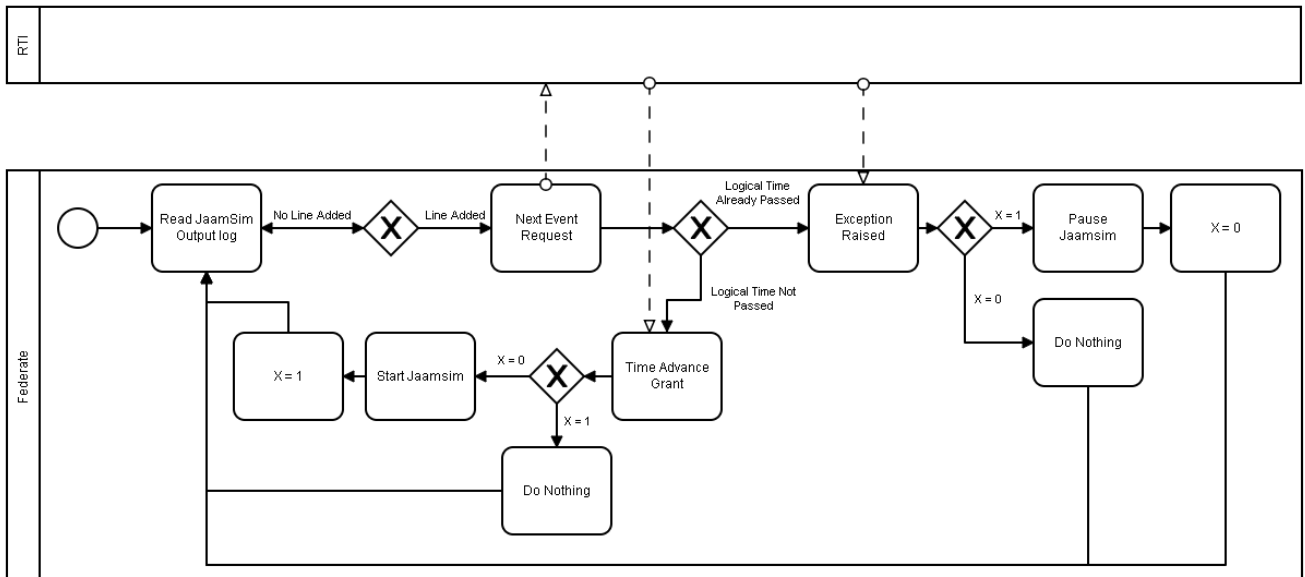 RTI
Federate
Read JaamSim
Output log
No Line Added
X
Line Added
Next Event
Request
X
Logical Time
Already Passed
Exception
Raised
X
X = 1
Pause
Jaamsim
X = 0
Logical Time Not
Passed
X = 0
Do Nothing
X = 1
Start Jaamsim
X = 0
X
Time Advance
Grant
X = 1
Do Nothing